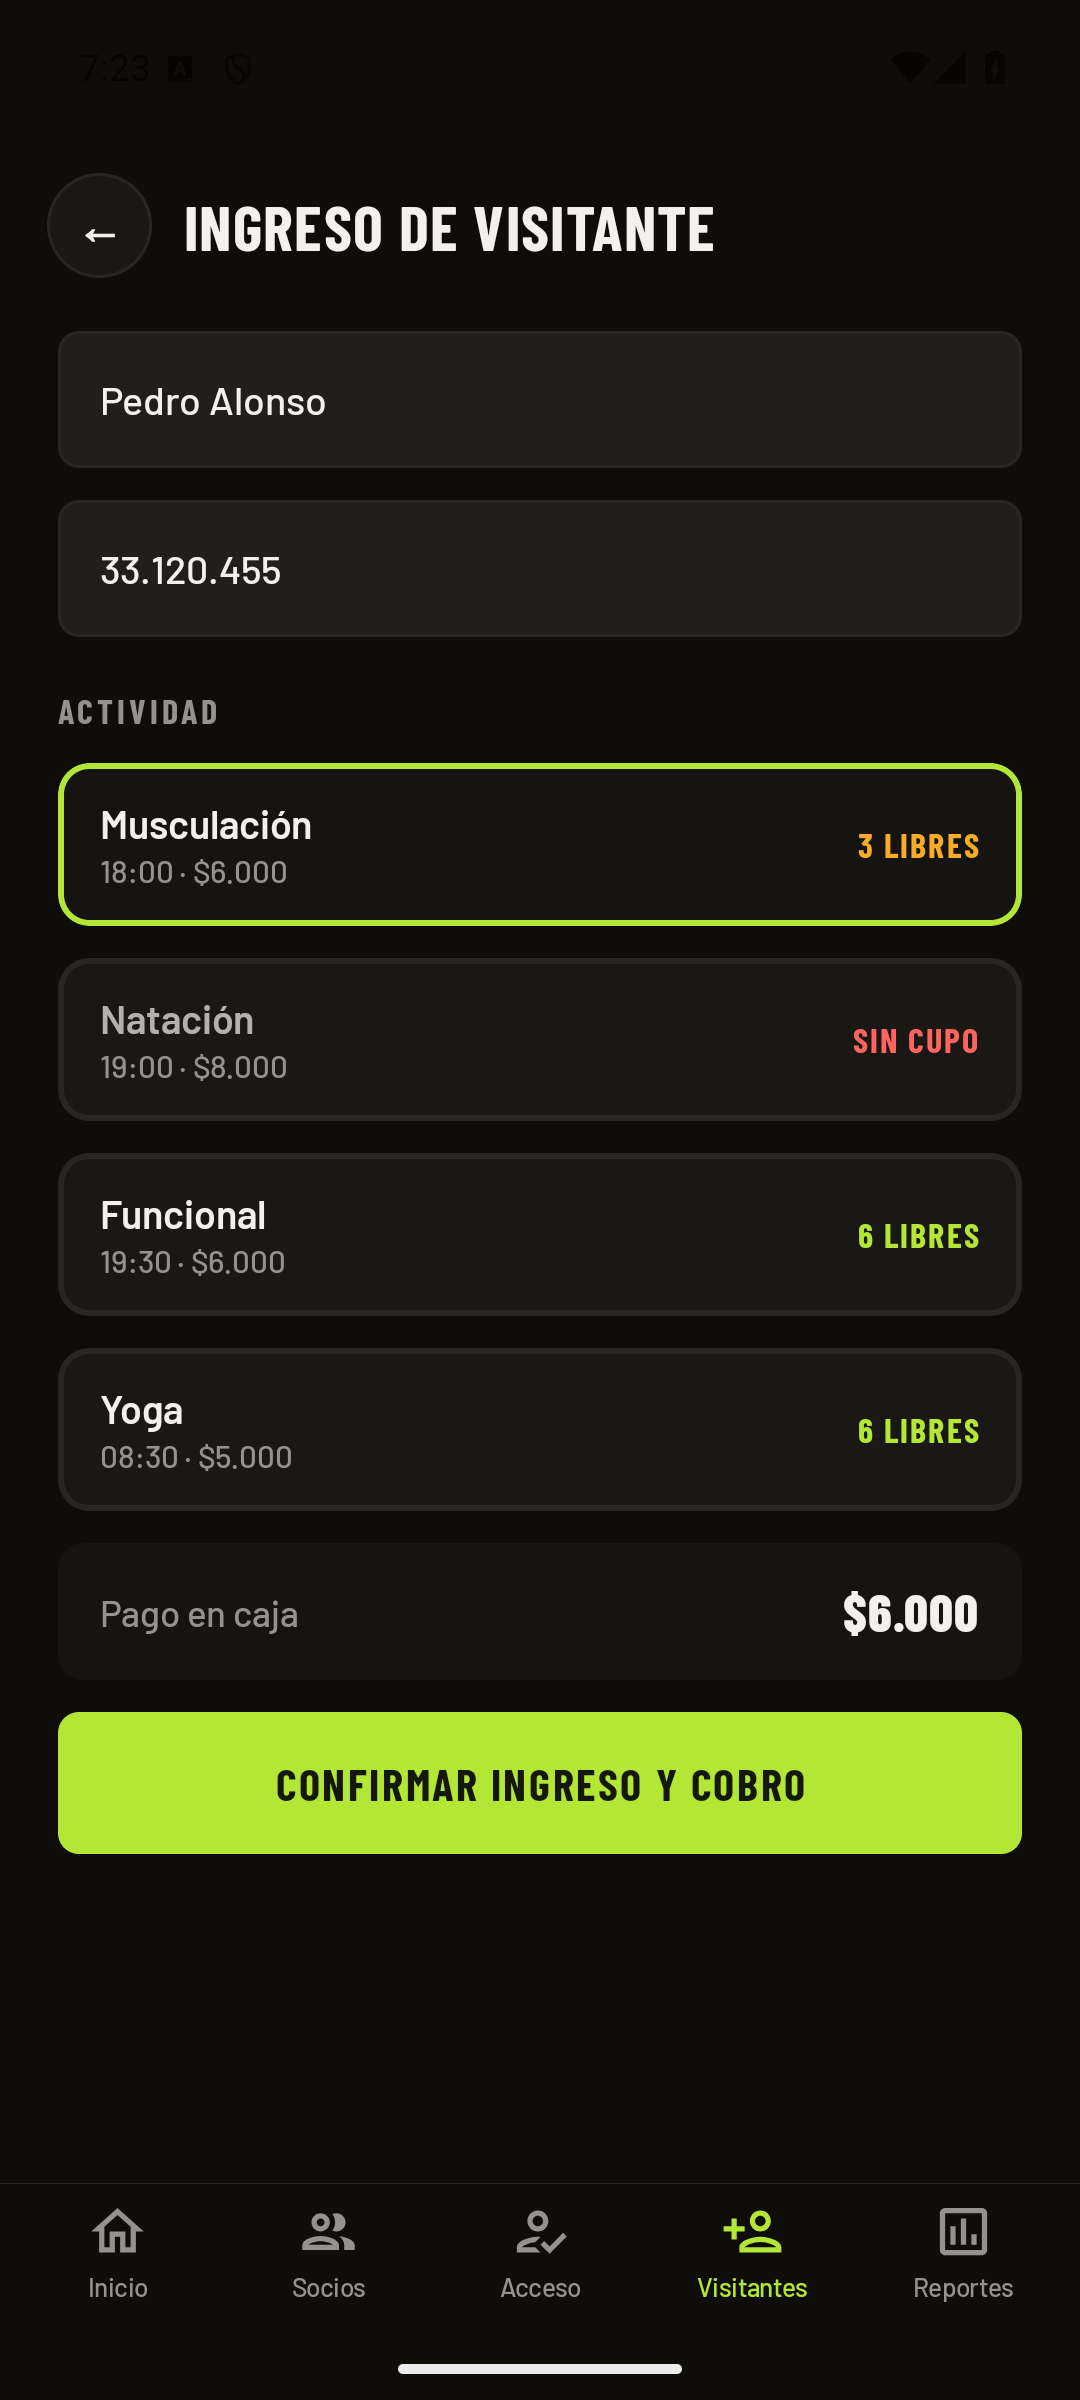 7:23
INGRESO DE VISITANTE
Pedro Alonso
33.120.455
ACTIVIDAD
Musculación
18:00 · $6.000
3 LIBRES
Natación
19:00 · $8.000
SIN CUPO
Funcional
19:30 · $6.000
6 LIBRES
Yoga
08:30 · $5.000
6 LIBRES
Pago en caja
$6.000
CONFIRMAR INGRESO Y COBRO
Inicio
Socios
Acceso
Visitantes
Reportes